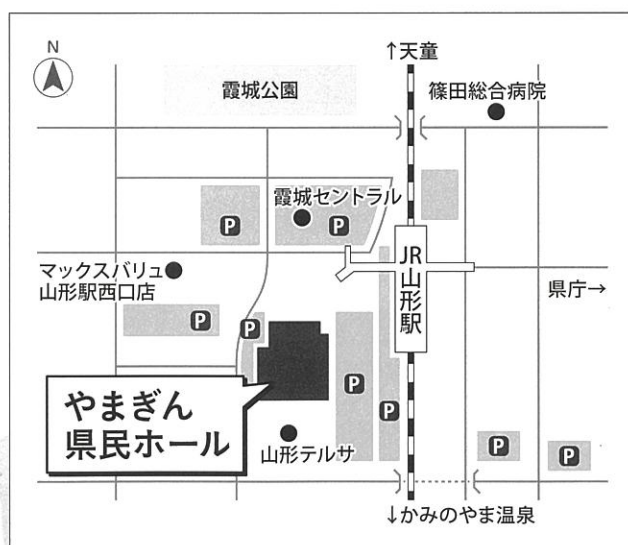 N
↑天童
霞城公園
篠田総合病院
霞城セントラル
P
P
マックスバリュ
山形駅西口店
JR山形駅
県庁→
P
P
P
P
やまぎん
県民ホール
山形テルサ
P
P
↓かみのやま温泉